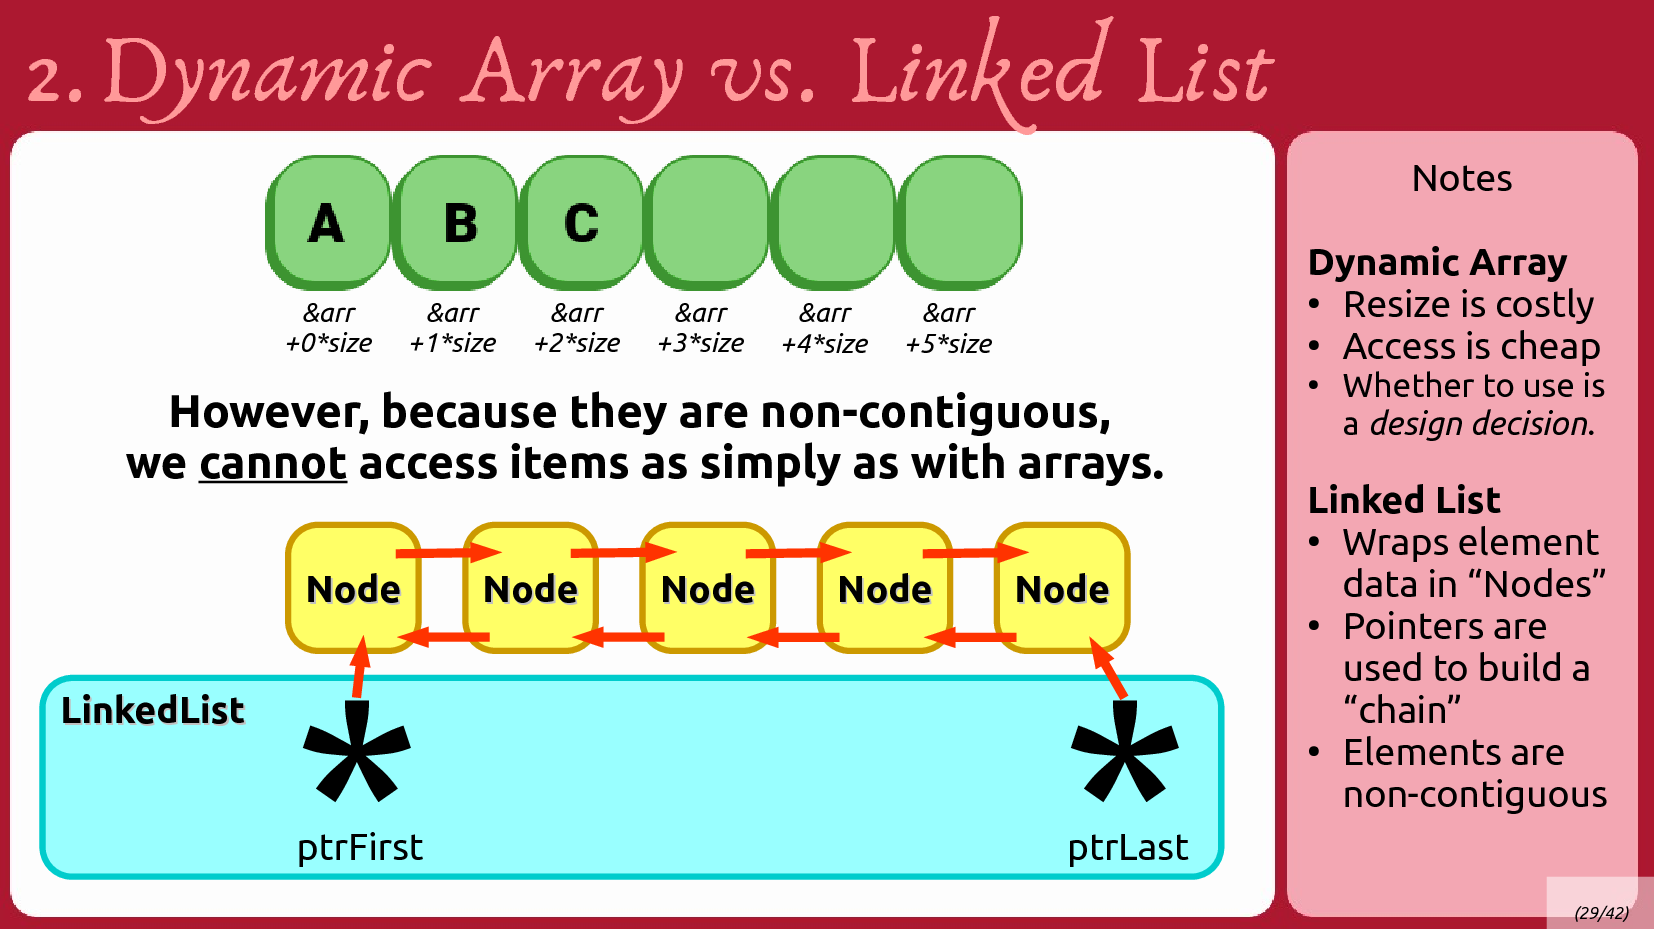 2. Dynamic Array vs. Linked List
A B C
&arr +0*size
&arr +1*size
&arr +2*size
&arr +3*size
&arr +4*size
&arr +5*size
However, because they are non-contiguous,
we cannot access items as simply as with arrays.
Node Node Node Node Node
LinkedList
* *
ptrFirst ptrLast
Notes
Dynamic Array
• Resize is costly
• Access is cheap
• Whether to use is
a design decision.
Linked List
• Wraps element
data in “Nodes”
• Pointers are
used to build a
“chain”
• Elements are
non-contiguous
(29/42)